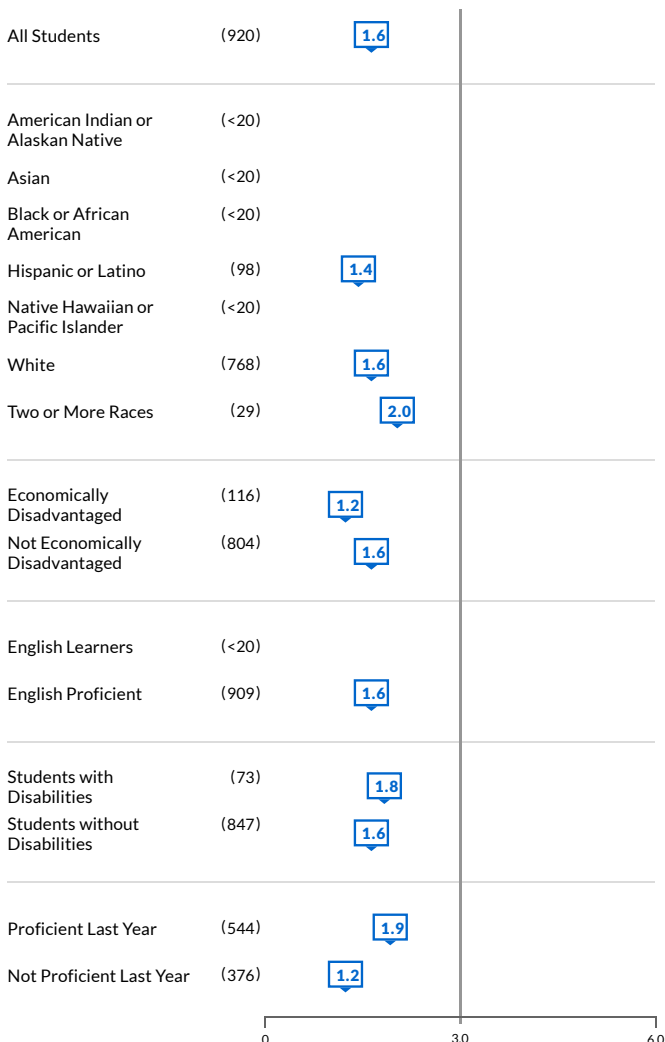 All Students (920) 1.6
American Indian or (<20)
Alaskan Native
Asian (<20)
Black or African (<20)
American
Hispanic or Latino (98) 1.4
Native Hawaiian or (<20)
Pacific Islander
White (768) 1.6
Two or More Races (29) 2.0
Economically (116) 1.2
Disadvantaged
Not Economically (804) 1.6
Disadvantaged
English Learners (<20)
English Proficient (909) 1.6
Students with (73) 1.8
Disabilities
Students without (847) 1.6
Disabilities
Proficient Last Year (544) 1.9
Not Proficient Last Year (376) 1.2
0 3.0 6.0